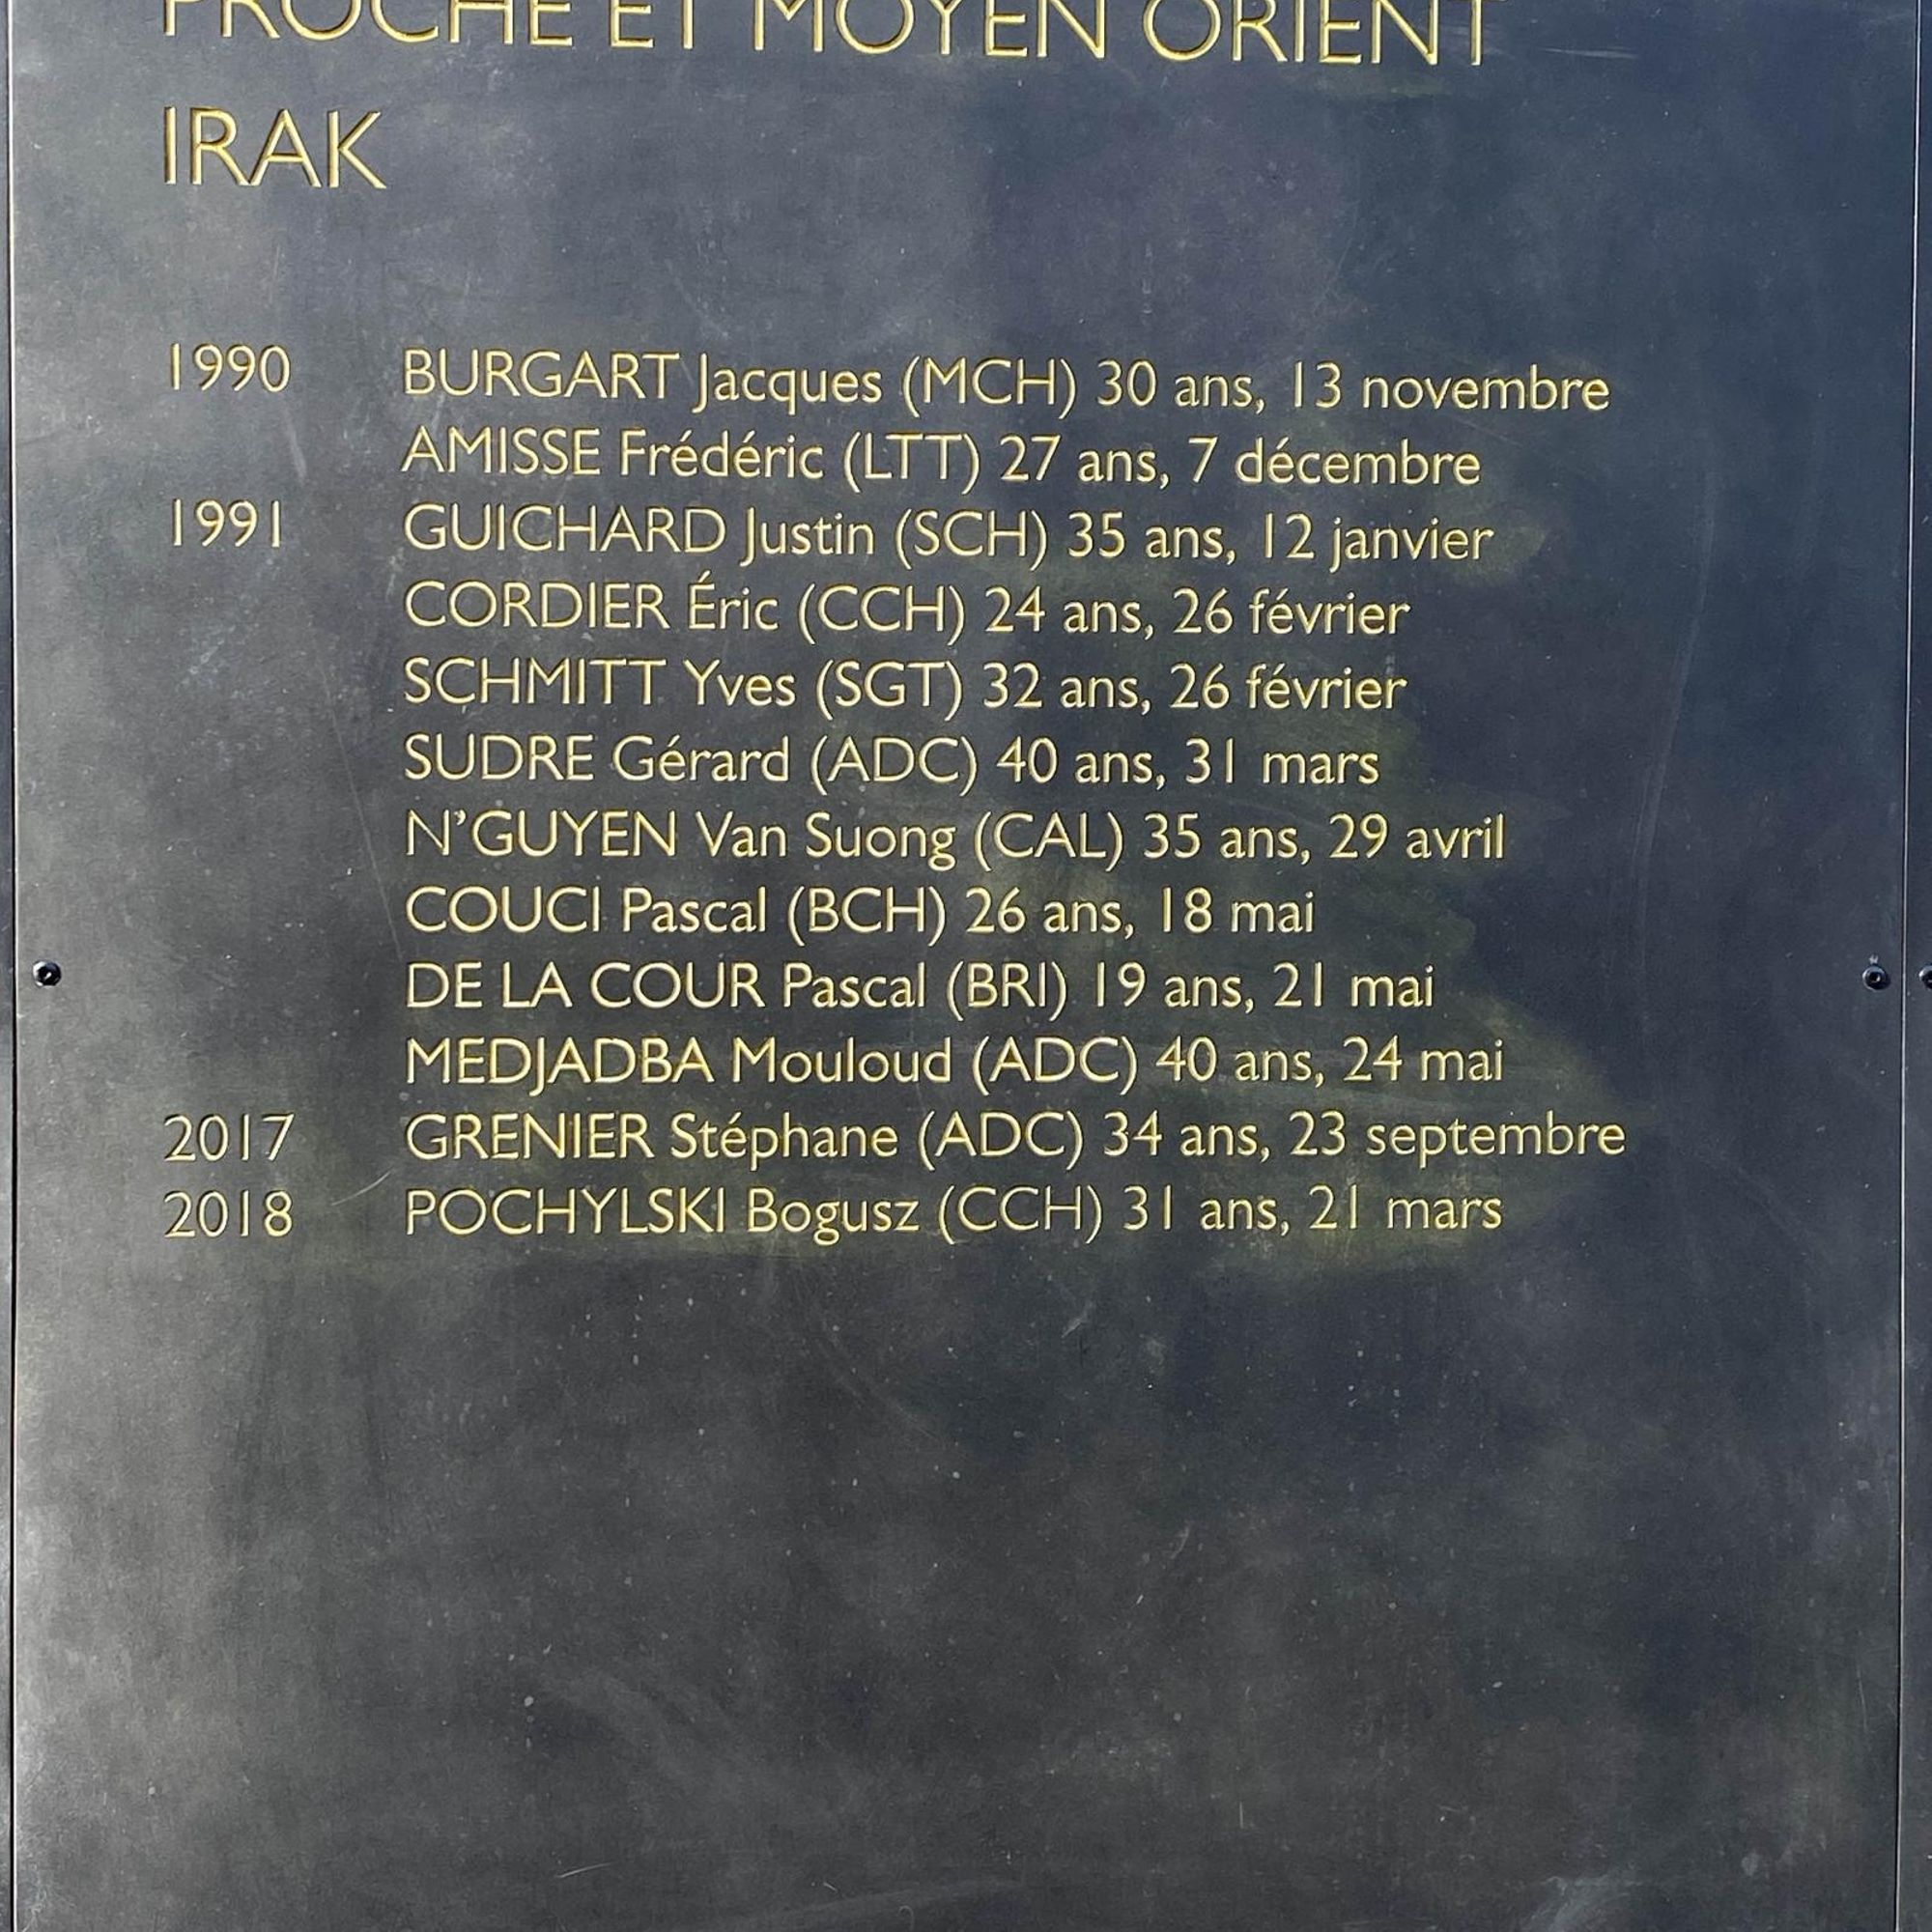 PROCHE ET MOYEN ORIENT
IRAK
1990 BURGART Jacques (MCH) 30 ans, 13 novembre
AMISSE Frédéric (LTT) 27 ans, 7 décembre
1991 GUICHARD Justin (SCH) 35 ans, 12 janvier
CORDIER Éric (CCH) 24 ans, 26 février
SCHMITT Yves (SGT) 32 ans, 26 février
SUDRE Gérard (ADC) 40 ans, 31 mars
N’GUYEN Van Suong (CAL) 35 ans, 29 avril
COUCI Pascal (BCH) 26 ans, 18 mai
DE LA COUR Pascal (BRI) 19 ans, 21 mai
MEDJADBA Mouloud (ADC) 40 ans, 24 mai
2017 GRENIER Stéphane (ADC) 34 ans, 23 septembre
2018 POCHYLSKI Bogusz (CCH) 31 ans, 21 mars